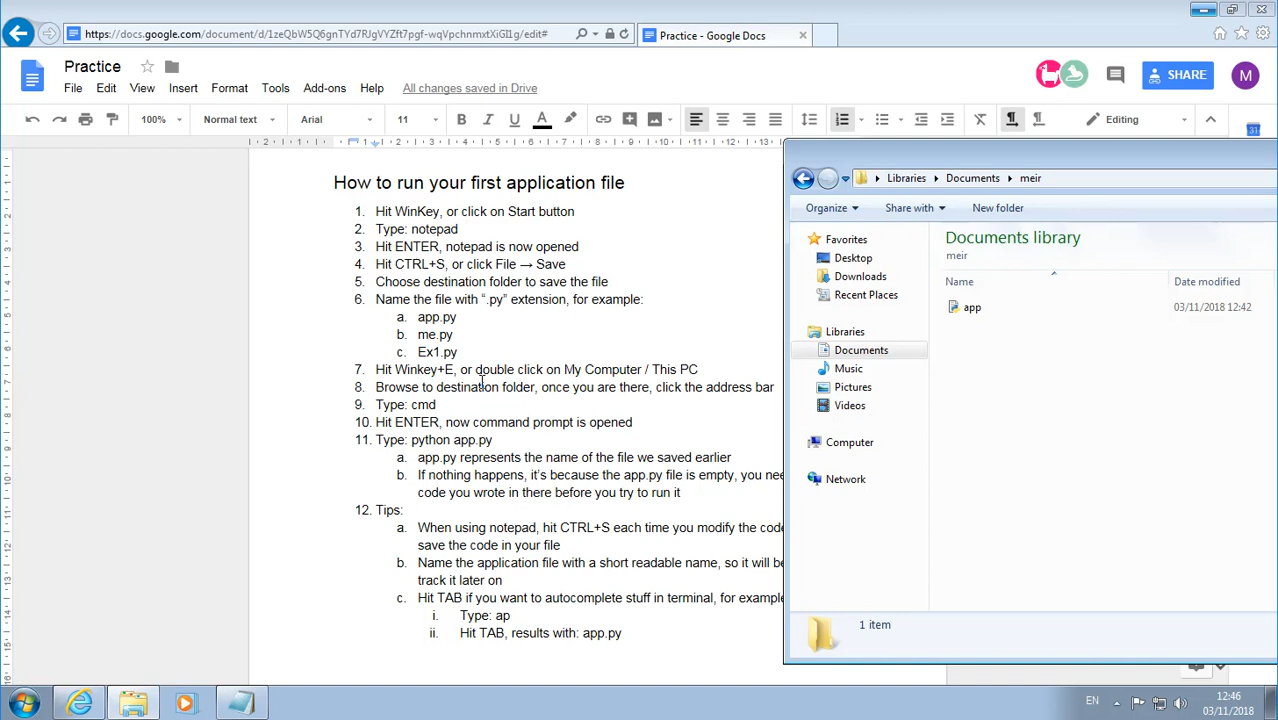 https://docs.google.com/document/d/1zeQbW5Q6gnTYd7RJgVYZft7pgf-wqVpchnmxtXiGI1g/edit#
Practice - Google Docs
Practice
File Edit View Insert Format Tools Add-ons Help All changes saved in Drive
SHARE
M
100% Normal text Arial 11 B I U A Editing
31
How to run your first application file
1. Hit WinKey, or click on Start button
2. Type: notepad
3. Hit ENTER, notepad is now opened
4. Hit CTRL+S, or click File → Save
5. Choose destination folder to save the file
6. Name the file with “.py” extension, for example:
a. app.py
b. me.py
c. Ex1.py
7. Hit Winkey+E, or double click on My Computer / This PC
8. Browse to destination folder, once you are there, click the address bar
9. Type: cmd
10. Hit ENTER, now command prompt is opened
11. Type: python app.py
a. app.py represents the name of the file we saved earlier
b. If nothing happens, it’s because the app.py file is empty, you nee
code you wrote in there before you try to run it
12. Tips:
a. When using notepad, hit CTRL+S each time you modify the code
save the code in your file
b. Name the application file with a short readable name, so it will be
track it later on
c. Hit TAB if you want to autocomplete stuff in terminal, for example
i. Type: ap
ii. Hit TAB, results with: app.py
Libraries Documents meir
Organize Share with New folder
Favorites
Desktop
Downloads
Recent Places
Libraries
Documents
Music
Pictures
Videos
Computer
Network
Documents library
meir
Name Date modified
app 03/11/2018 12:42
1 item
EN
12:46
03/11/2018